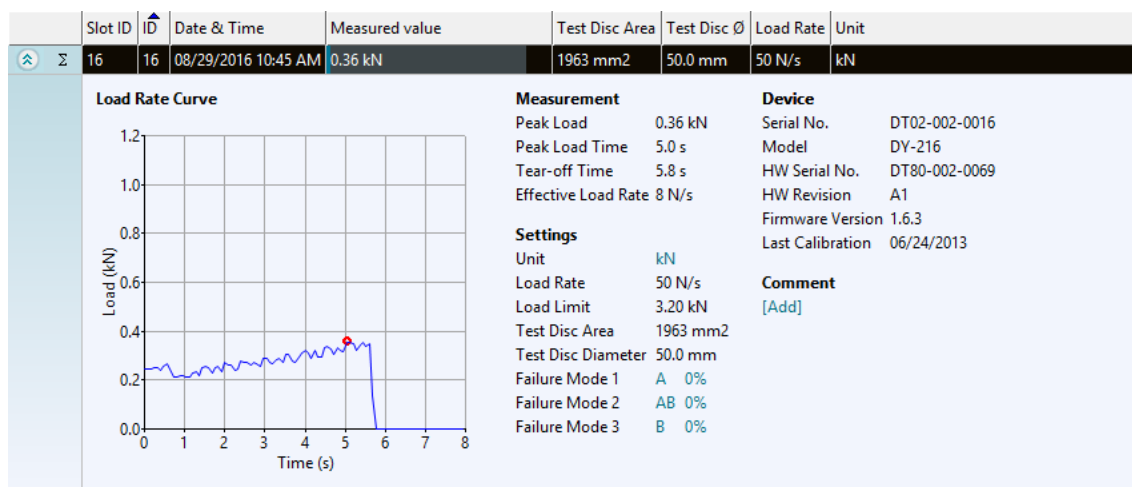 Slot ID ID Date & Time Measured value Test Disc Area Test Disc Ø Load Rate Unit
Σ 16 16 08/29/2016 10:45 AM 0.36 kN 1963 mm2 50.0 mm 50 N/s kN
Load Rate Curve
1.2
1.0
0.8
0.6
0.4
0.2
0.0
Load (kN)
0 1 2 3 4 5 6 7 8
Time (s)
Measurement
Peak Load 0.36 kN
Peak Load Time 5.0 s
Tear-off Time 5.8 s
Effective Load Rate 8 N/s
Settings
Unit kN
Load Rate 50 N/s
Load Limit 3.20 kN
Test Disc Area 1963 mm2
Test Disc Diameter 50.0 mm
Failure Mode 1 A 0%
Failure Mode 2 AB 0%
Failure Mode 3 B 0%
Device
Serial No. DT02-002-0016
Model DY-216
HW Serial No. DT80-002-0069
HW Revision A1
Firmware Version 1.6.3
Last Calibration 06/24/2013
Comment
[Add]